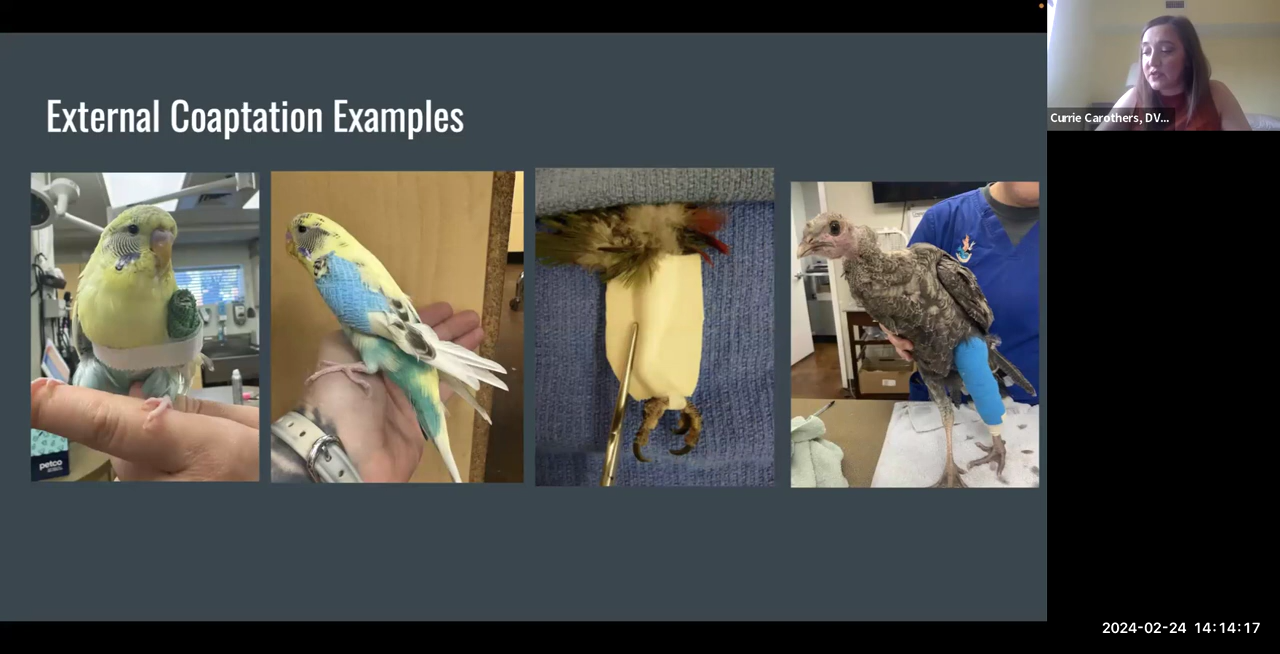 External Coaptation Examples
Currie Carothers, DV...
petco
2024-02-24 14:14:17